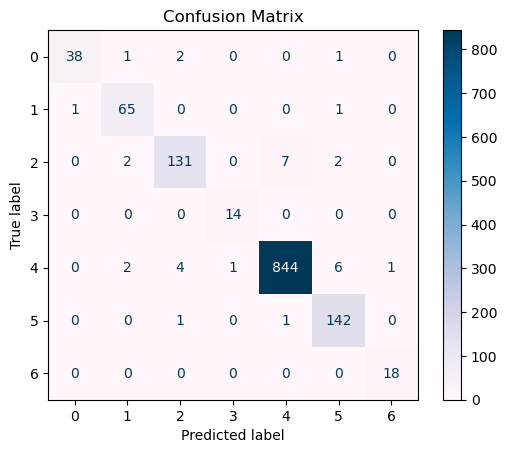 Confusion Matrix
0 38 1 2 0 0 1 0
1 1 65 0 0 0 1 0
2 0 2 131 0 7 2 0
3 0 0 0 14 0 0 0
4 0 2 4 1 844 6 1
5 0 0 1 0 1 142 0
6 0 0 0 0 0 0 18
0 1 2 3 4 5 6
Predicted label
True label
800
700
600
500
400
300
200
100
0